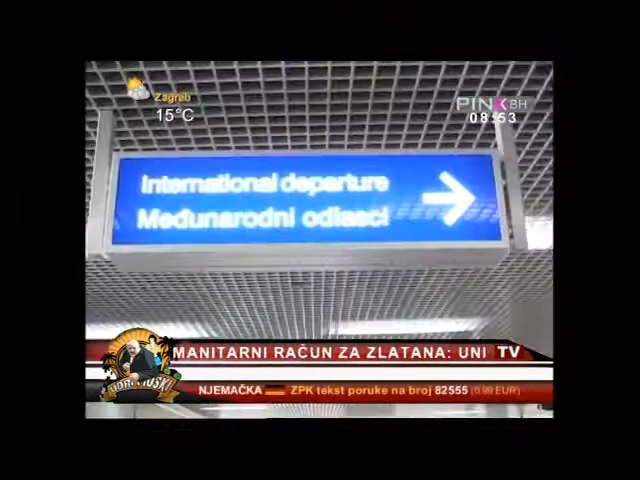 Zagreb
15°C
PINK BH
08:53
International departure
Međunarodni odlasci
MANITARNI RAČUN ZA ZLATANA: UNI TV
NJEMAČKA ZPK tekst poruke na broj 82555 (0.99 EUR)